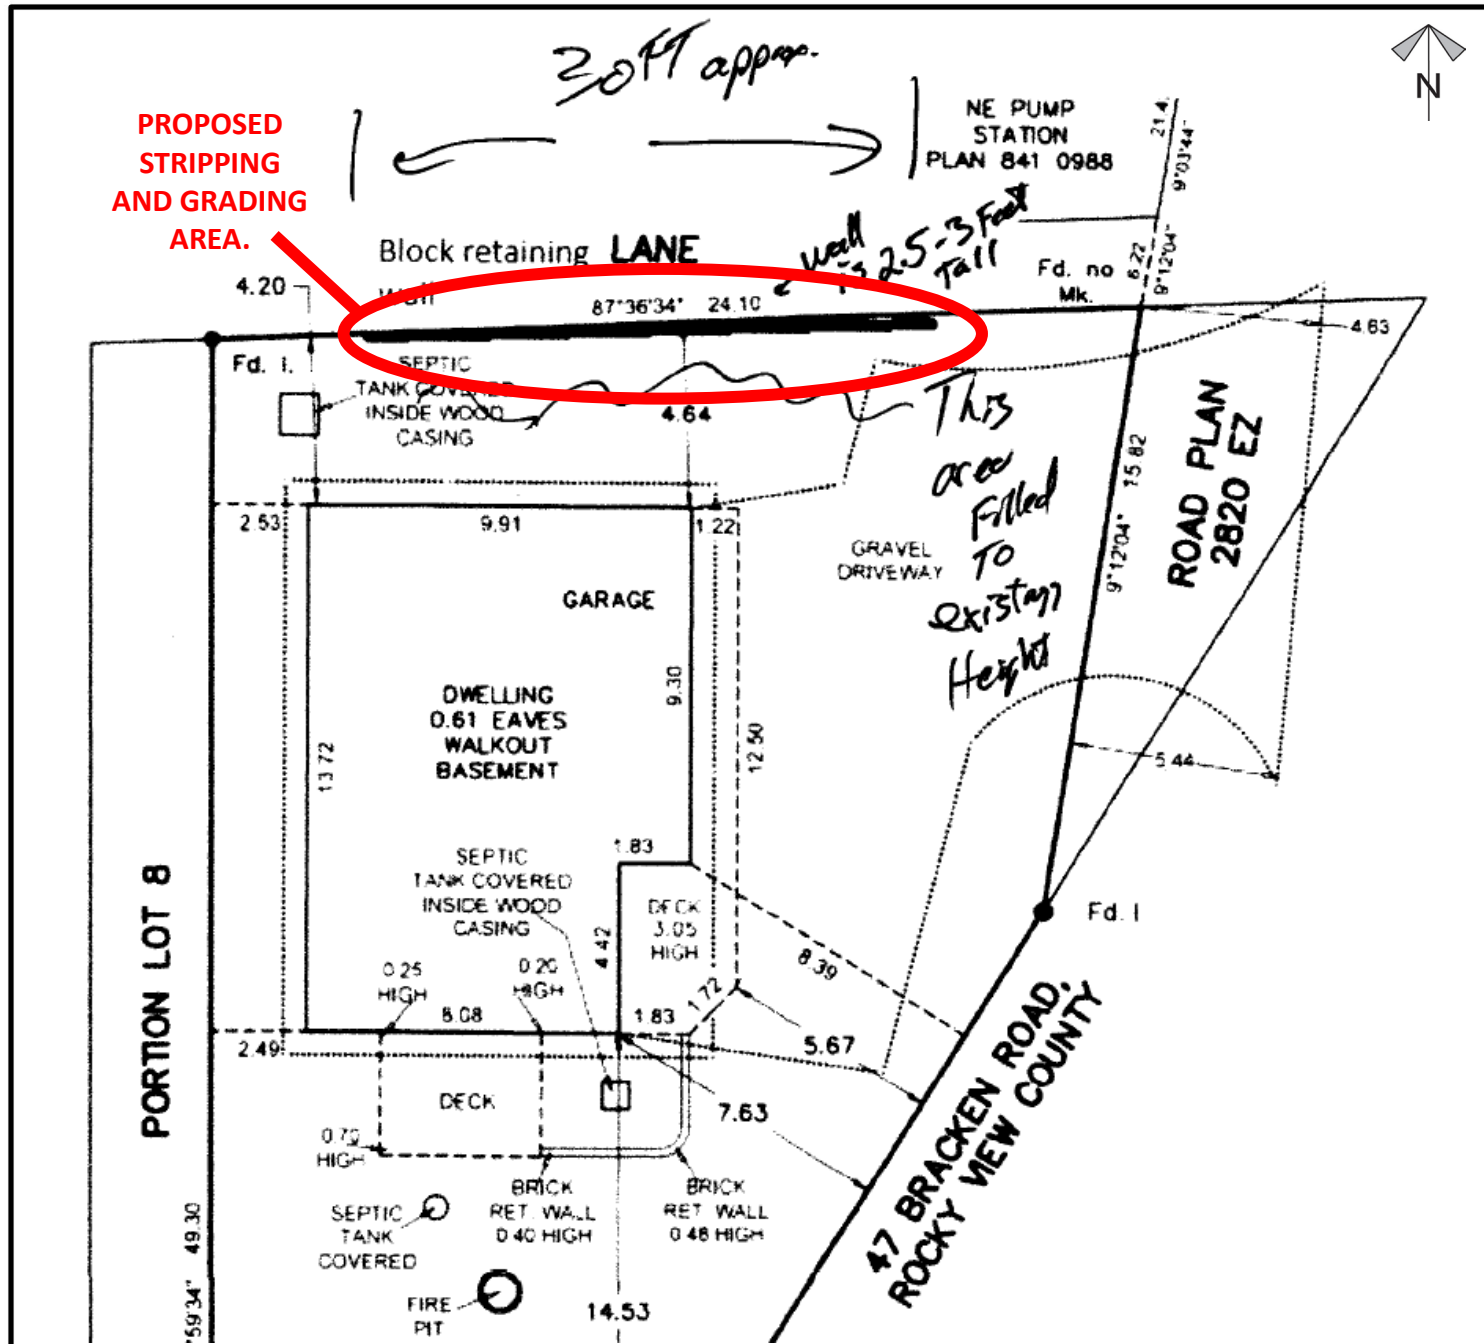 30 FT approx.
N
NE PUMP
STATION
PLAN 841 0988
21.4
9°03'44"
PROPOSED
STRIPPING
AND GRADING
AREA.
Block retaining
wall
LANE
wall
is 2.5-3 Feet
Tall
Fd. no
Mk.
6.22
9°12'04"
4.20
87°36'34" 24.10
4.63
Fd. I.
SEPTIC
TANK COVERED
INSIDE WOOD
CASING
4.64
This
area
Filled
To
existing
Height
ROAD PLAN
2820 EZ
9°12'04" 15.82
2.53
9.91
1.22
GRAVEL
DRIVEWAY
GARAGE
9.30
DWELLING
0.61 EAVES
WALKOUT
BASEMENT
13.72
12.50
5.44
1.83
SEPTIC
TANK COVERED
INSIDE WOOD
CASING
DECK
3.05
HIGH
4.42
PORTION LOT 8
Fd. I
8.39
0.25
HIGH
0.20
HIGH
8.08
1.83
1.72
2.49
5.67
DECK
7.63
0.70
HIGH
47 BRACKEN ROAD,
ROCKY VIEW COUNTY
BRICK
RET. WALL
0.40 HIGH
BRICK
RET. WALL
0.48 HIGH
SEPTIC
TANK
COVERED
49.30
59'34"
FIRE
PIT
14.53